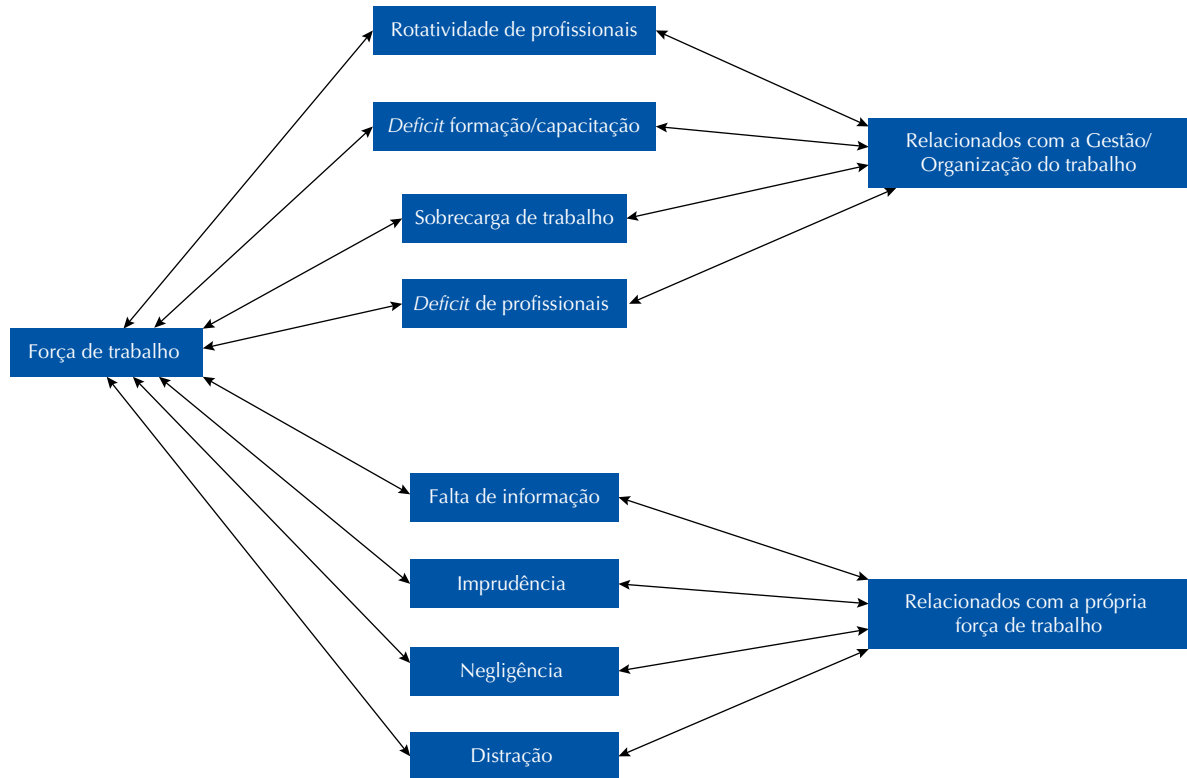 Rotatividade de profissionais
Deficit formação/capacitação
Relacionados com a Gestão/
Organização do trabalho
Sobrecarga de trabalho
Deficit de profissionais
Força de trabalho
Falta de informação
Imprudência
Relacionados com a própria
força de trabalho
Negligência
Distração